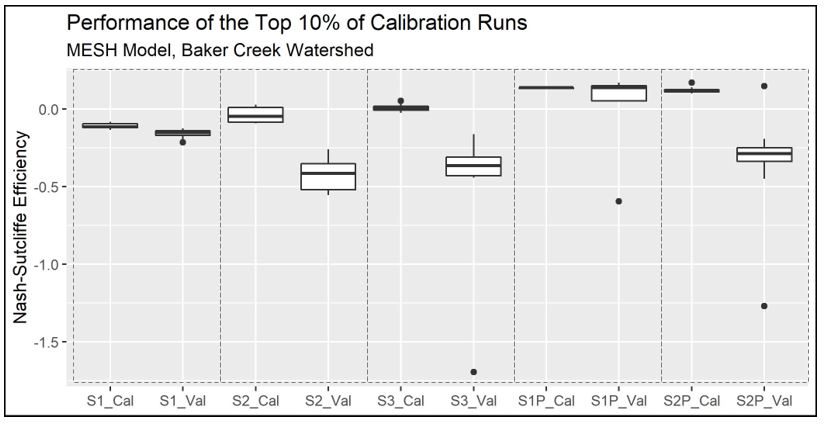 Performance of the Top 10% of Calibration Runs
MESH Model, Baker Creek Watershed
Nash-Sutcliffe Efficiency
0.0
-0.5
-1.0
-1.5
S1_Cal S1_Val S2_Cal S2_Val S3_Cal S3_Val S1P_Cal S1P_Val S2P_Cal S2P_Val